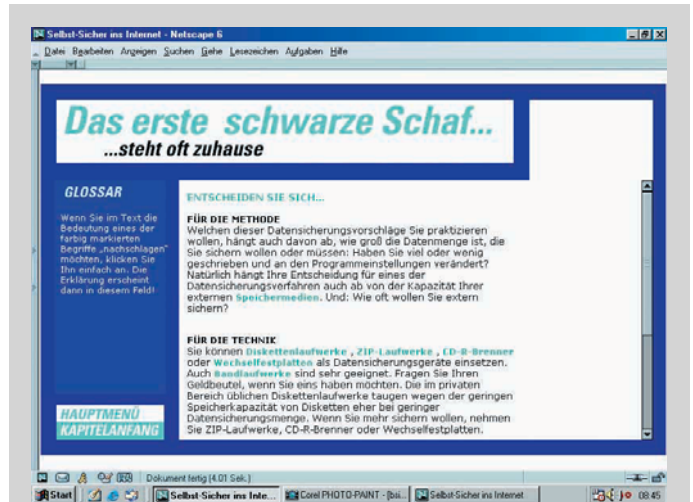 Selbst-Sicher ins Internet - Netscape 6
Datei Bearbeiten Anzeigen Suchen Gehe Lesezeichen Aufgaben Hilfe
Das erste schwarze Schaf...
...steht oft zuhause
GLOSSAR
Wenn Sie im Text die
Bedeutung eines der
farbig markierten
Begriffe „nachschlagen"
möchten, klicken Sie
Ihn einfach an. Die
Erklärung erscheint
dann in diesem Feld!
HAUPTMENÜ
KAPITELANFANG
ENTSCHEIDEN SIE SICH...
FÜR DIE METHODE
Welchen dieser Datensicherungsvorschläge Sie praktizieren
wollen, hängt auch davon ab, wie groß die Datenmenge ist, die
Sie sichern wollen oder müssen: Haben Sie viel oder wenig
geschrieben und an den Programmeinstellungen verändert?
Natürlich hängt Ihre Entscheidung für eines der
Datensicherungsverfahren auch ab von der Kapazität Ihrer
externen Speichermedien. Und: Wie oft wollen Sie extern
sichern?
FÜR DIE TECHNIK
Sie können Diskettenlaufwerke , ZIP-Laufwerke , CD-R-Brenner
oder Wechselfestplatten als Datensicherungsgeräte einsetzen.
Auch Bandlaufwerke sind sehr geeignet. Fragen Sie Ihren
Geldbeutel, wenn Sie eins haben möchten. Die im privaten
Bereich üblichen Diskettenlaufwerke taugen wegen der geringen
Speicherkapazität von Disketten eher bei geringer
Datensicherungsmenge. Wenn Sie mehr sichern wollen, nehmen
Sie ZIP-Laufwerke, CD-R-Brenner oder Wechselfestplatten.
Dokument fertig (4.01 Sek.)
Start
Selbst-Sicher ins Inte...
Corel PHOTO-PAINT - [bsi...
Selbst-Sicher ins Internet
08:45